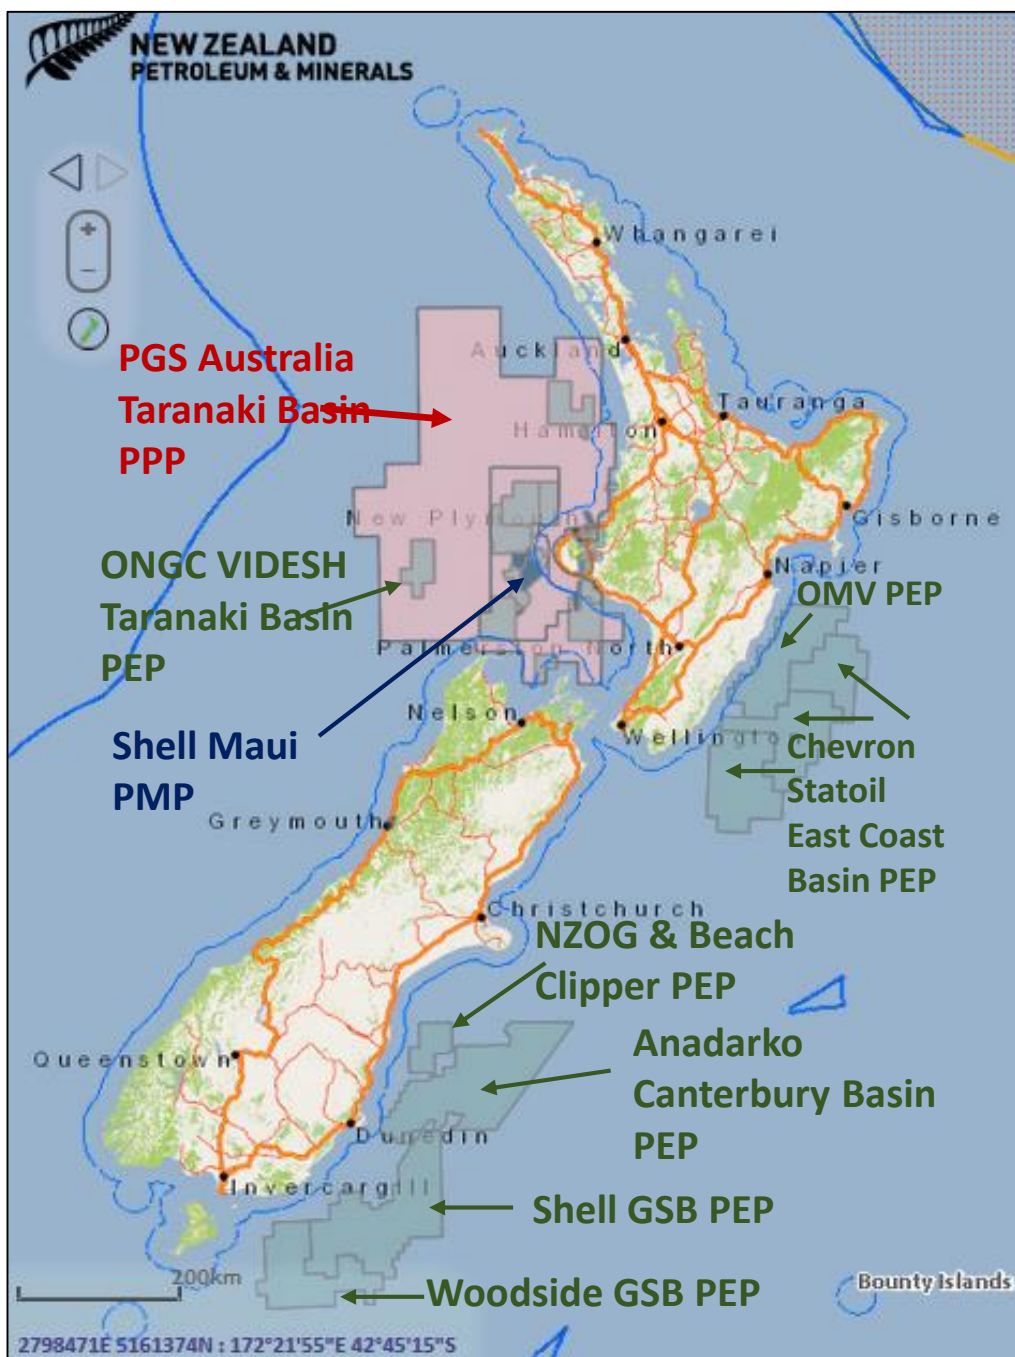 NEW ZEALAND
PETROLEUM & MINERALS
+
−
Whangarei
Auckland
PGS Australia
Taranaki Basin
PPP
Tauranga
Hamilton
New Plymouth
Gisborne
Napier
ONGC VIDESH
Taranaki Basin
PEP
OMV PEP
Palmerston North
Nelson
Wellington
Shell Maui
PMP
Chevron
Statoil
East Coast
Basin PEP
Greymouth
Christchurch
NZOG & Beach
Clipper PEP
Anadarko
Canterbury Basin
PEP
Queenstown
Dunedin
Invercargill
Shell GSB PEP
200km
Woodside GSB PEP
Bounty Islands
2798471E 5161374N : 172°21'55"E 42°45'15"S